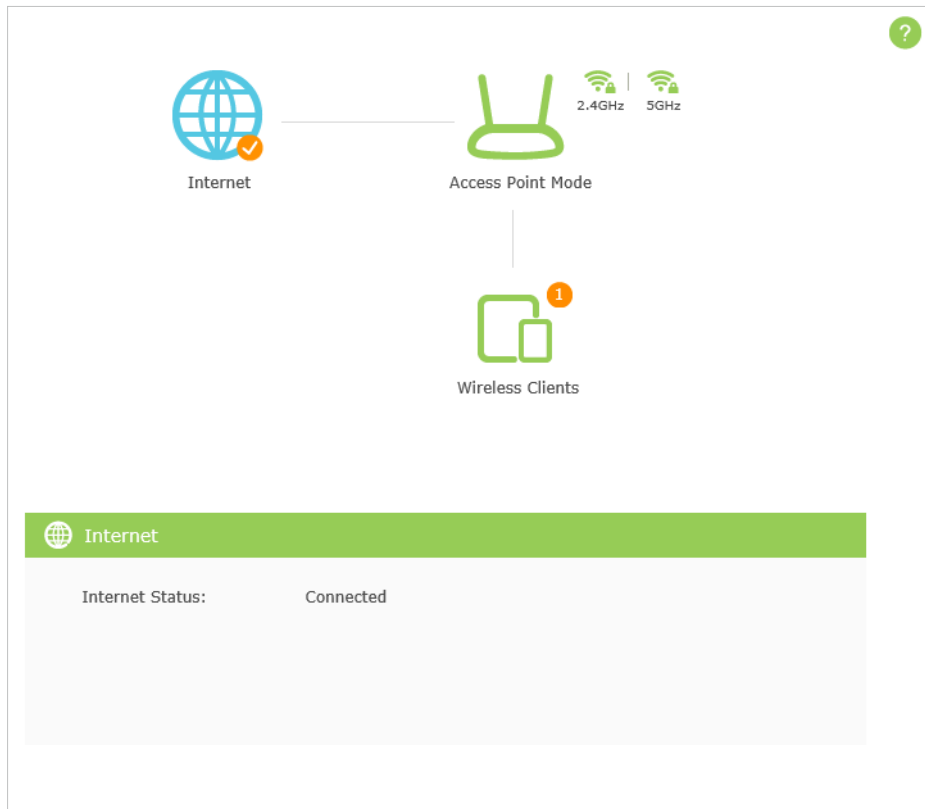 ?
2.4GHz
5GHz
Internet
Access Point Mode
1
Wireless Clients
Internet
Internet Status: Connected